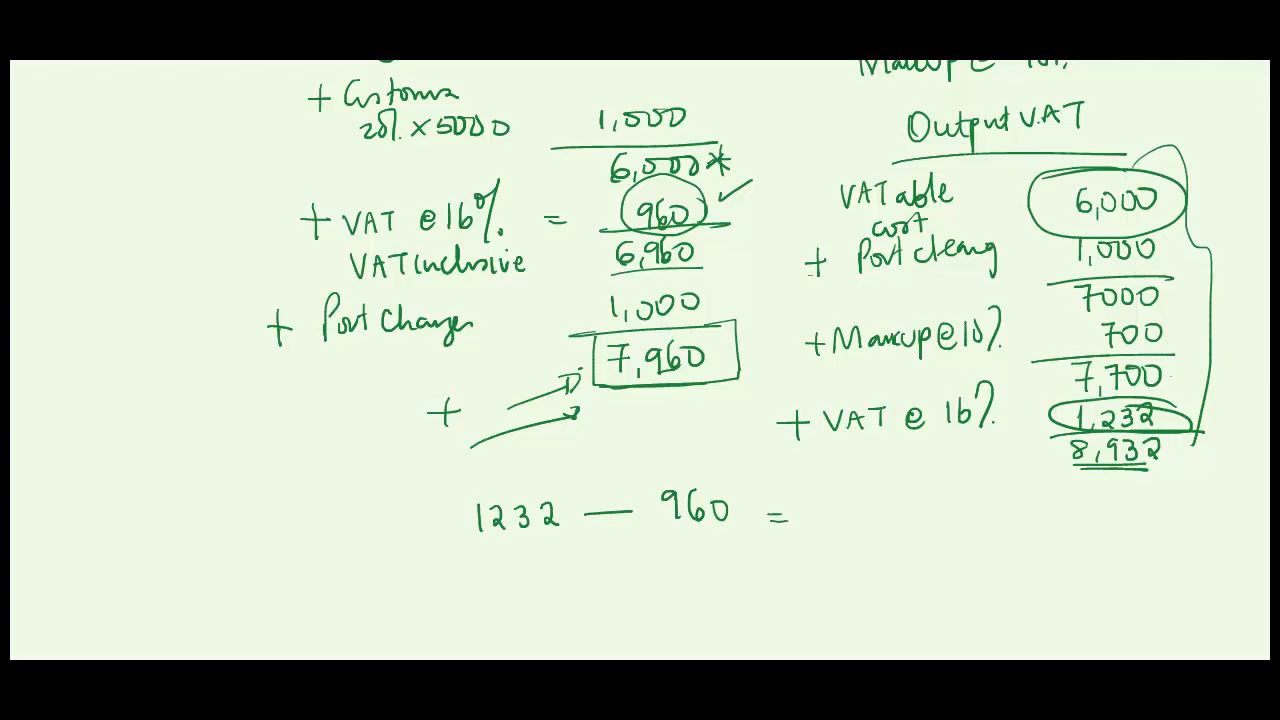 + Customs
20% × 5000 1,000
6,000*
+ VAT @ 16% = 960
VAT inclusive 6,960
+ Port Charges 1,000
7,960
+
1232 — 960 =
Markup @ 10%
Output V.A.T
VATable cost 6,000
+ Port 1,000
7000
+ Markup @ 10% 700
7,700
+ VAT @ 16% 1,232
8,932